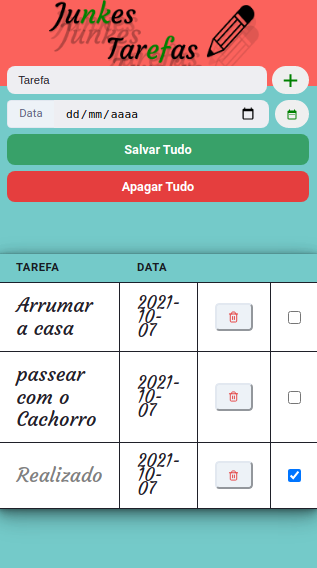 Junkes
Tarefas
Tarefa
Data dd/mm/aaaa
Salvar Tudo
Apagar Tudo
TAREFA DATA
Arrumar
a casa
2021-
10-
07
passear
com o
Cachorro
2021-
10-
07
Realizado
2021-
10-
07